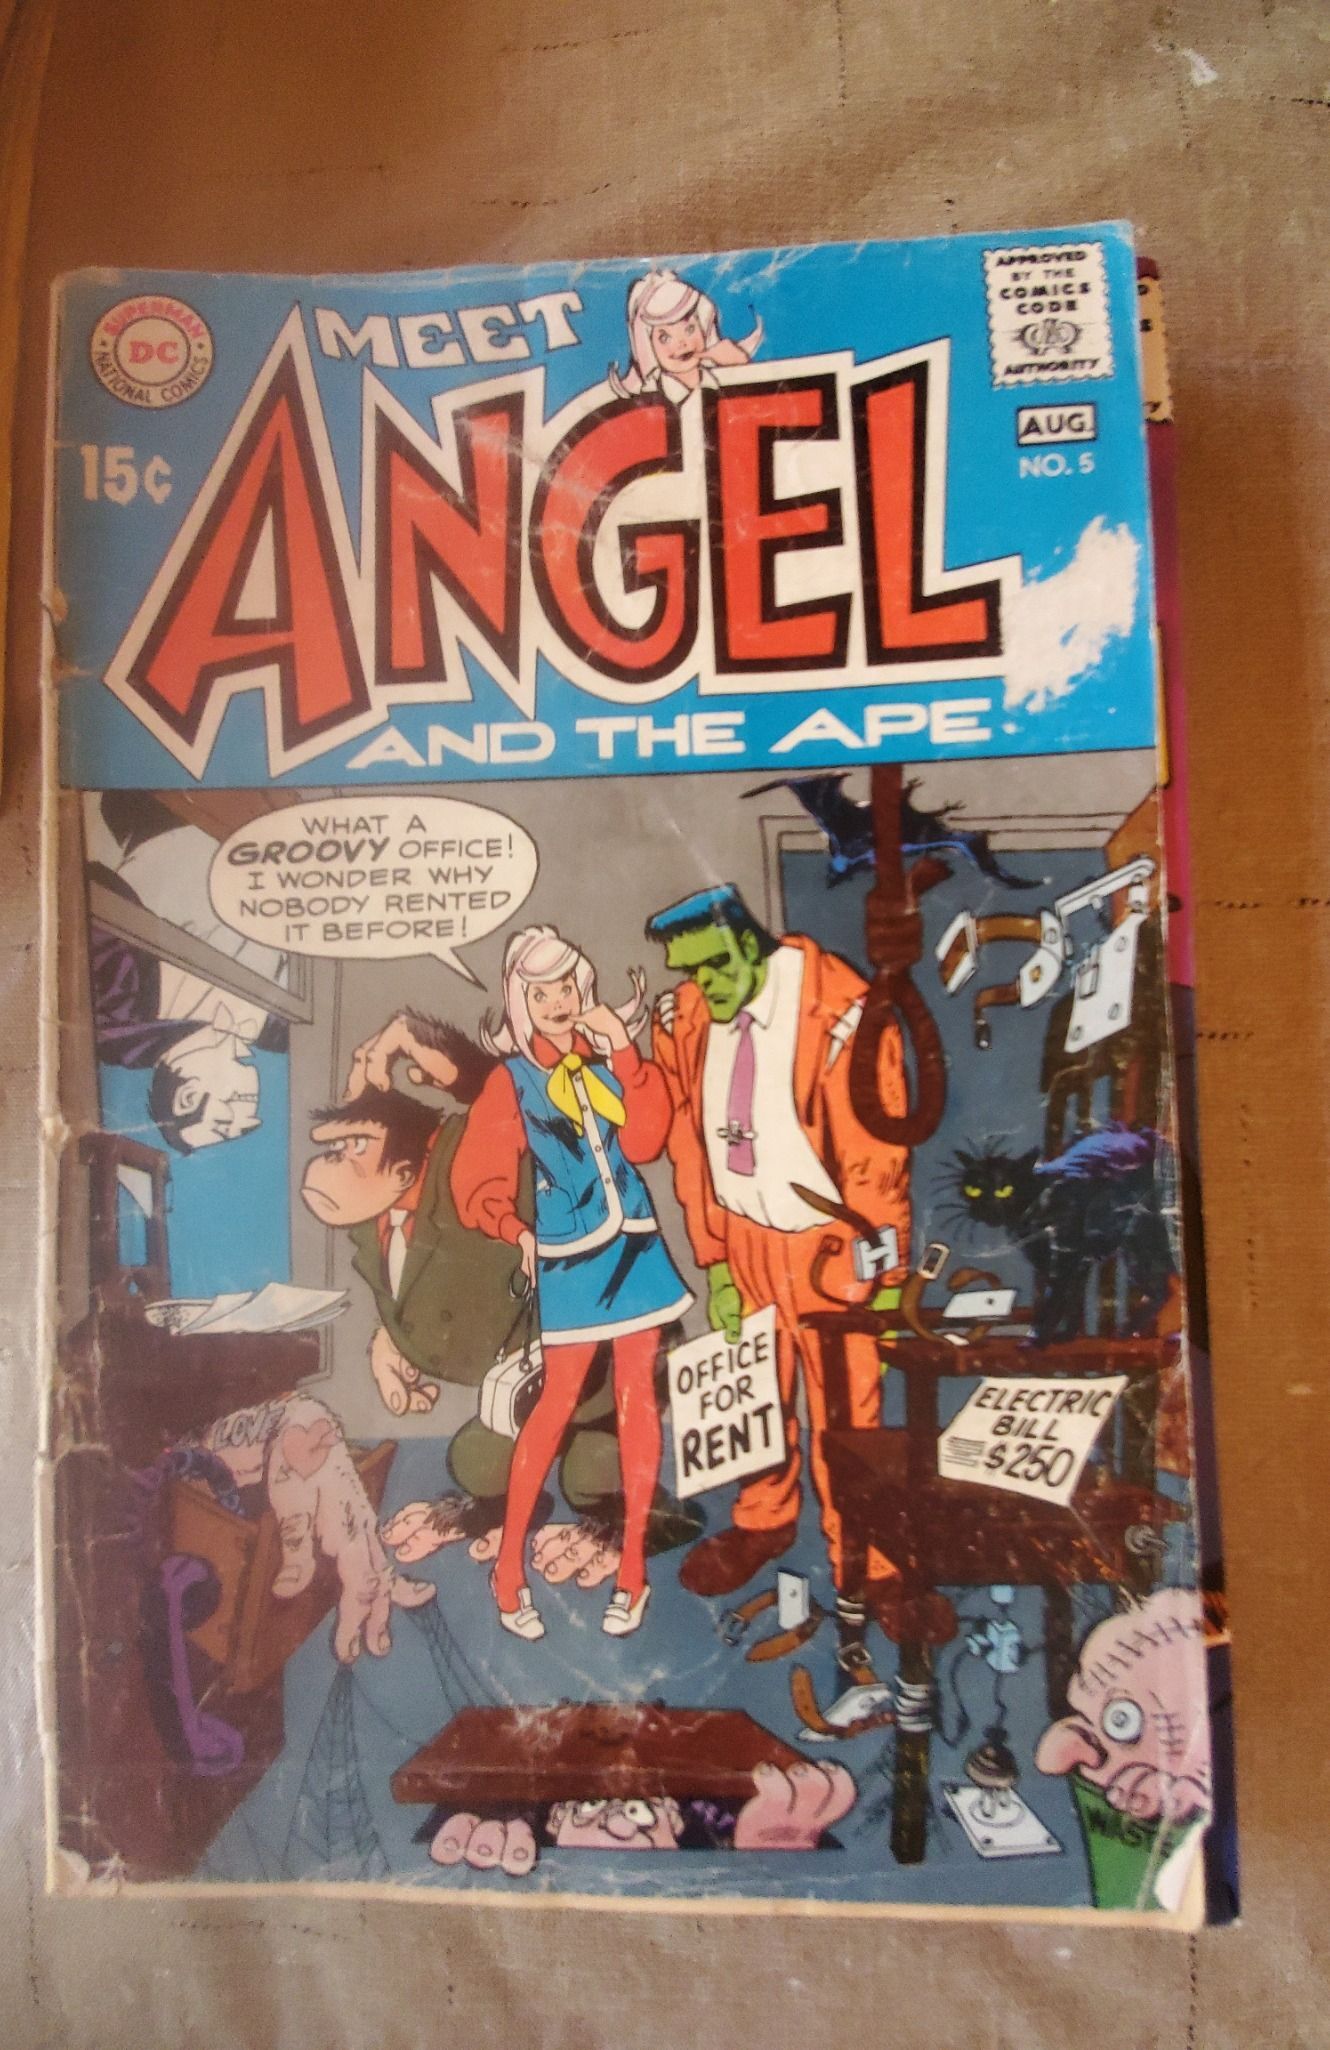 SUPERMAN
DC
NATIONAL COMICS
MEET
ANGEL
AND THE APE
APPROVED
BY THE
COMICS
CODE
AUTHORITY
15¢
AUG.
NO. 5
WHAT A
GROOVY OFFICE!
I WONDER WHY
NOBODY RENTED
IT BEFORE!
OFFICE
FOR
RENT
ELECTRIC
BILL
$250
LOVE
WASTE